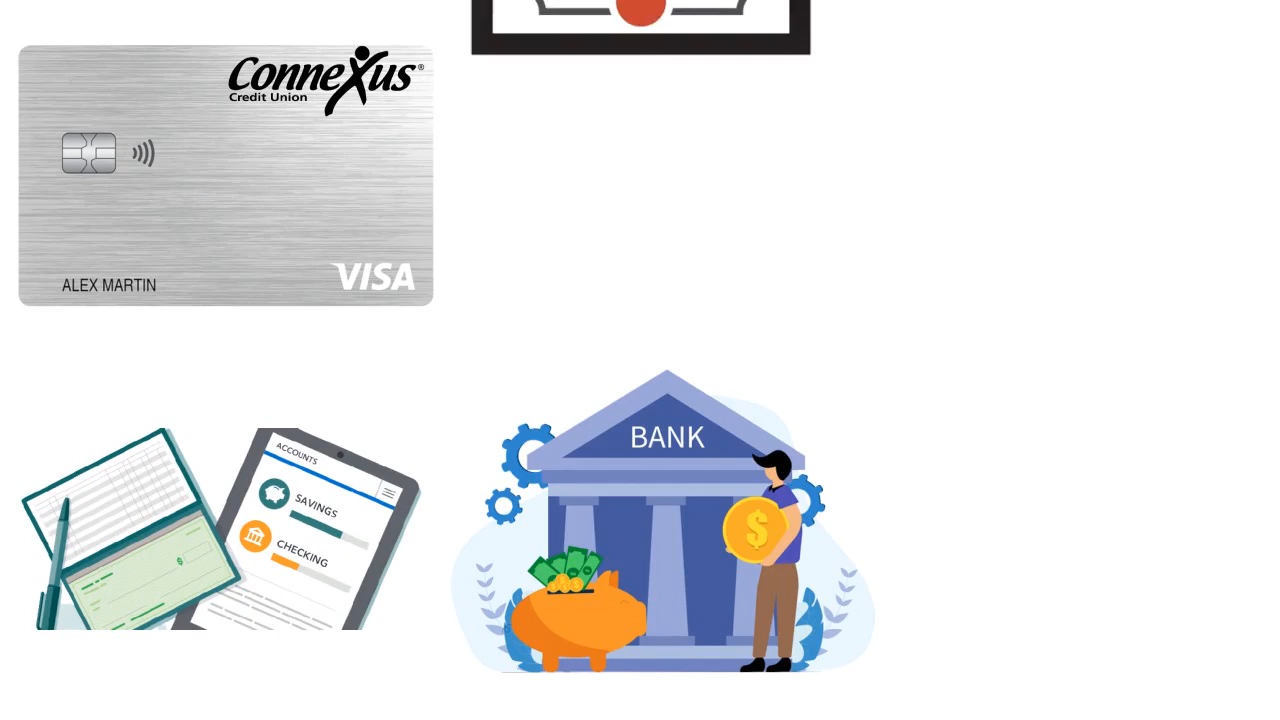 Connexus®
Credit Union
ALEX MARTIN
VISA
ACCOUNTS
SAVINGS
CHECKING
BANK
$
$